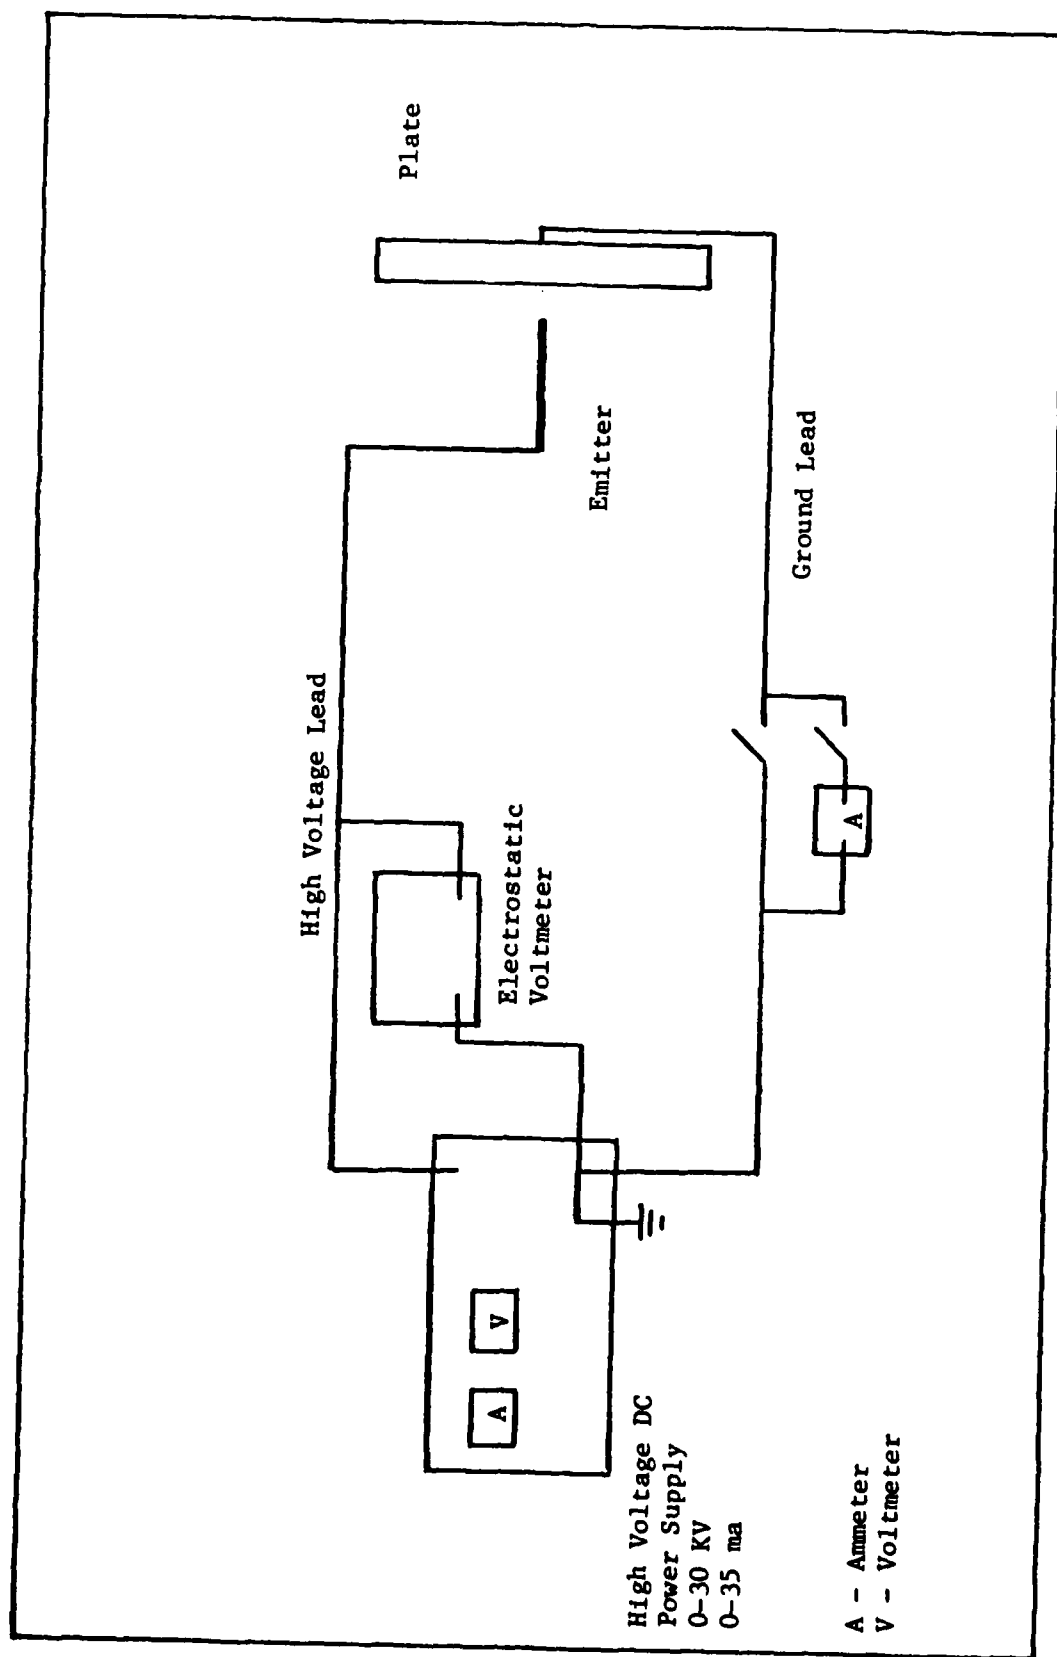 Plate
High Voltage Lead
Emitter
Electrostatic
Voltmeter
Ground Lead
A
V
A
High Voltage DC
Power Supply
0-30 KV
0-35 ma
A - Ammeter
V - Voltmeter